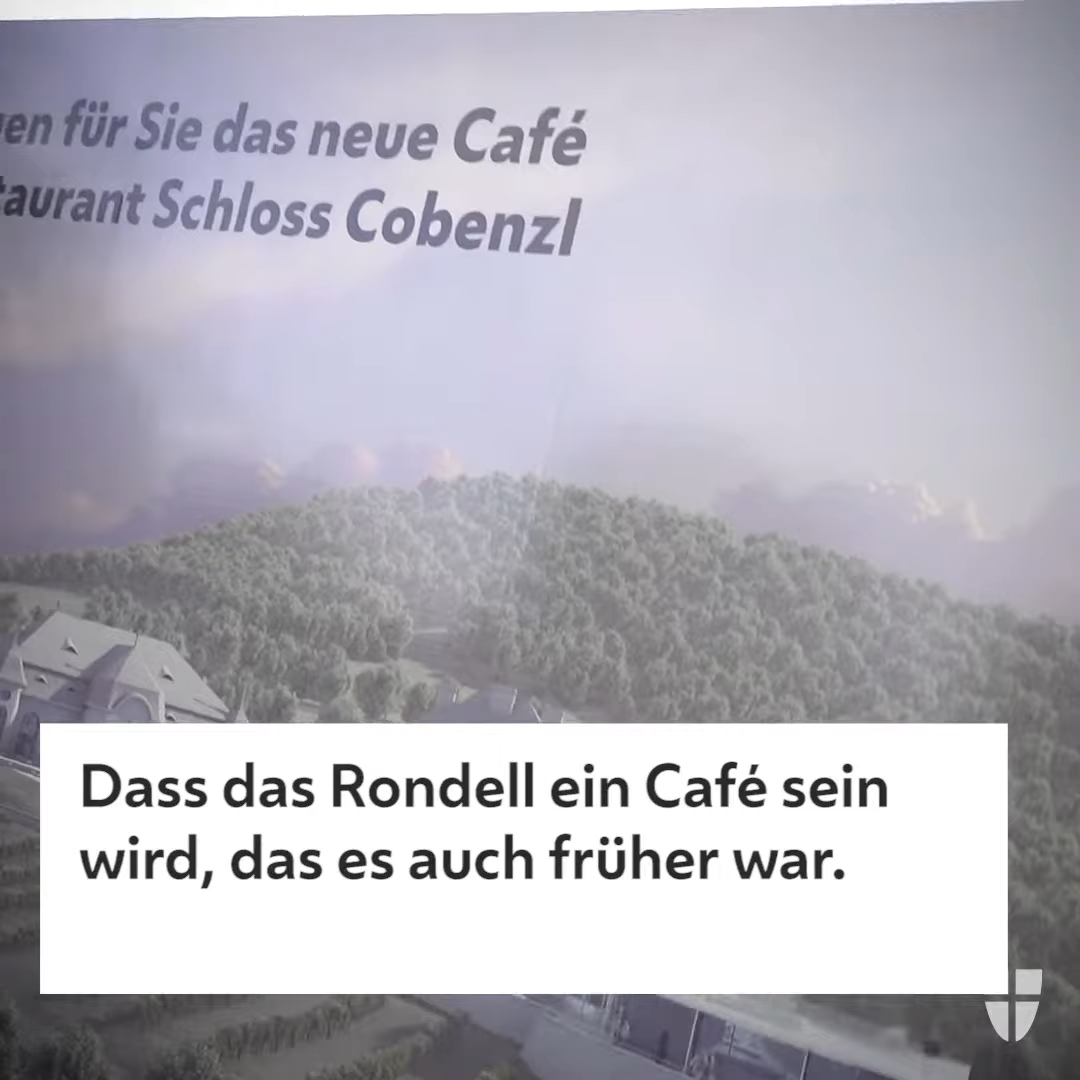 en für Sie das neue Café
taurant Schloss Cobenzl
Dass das Rondell ein Café sein
wird, das es auch früher war.